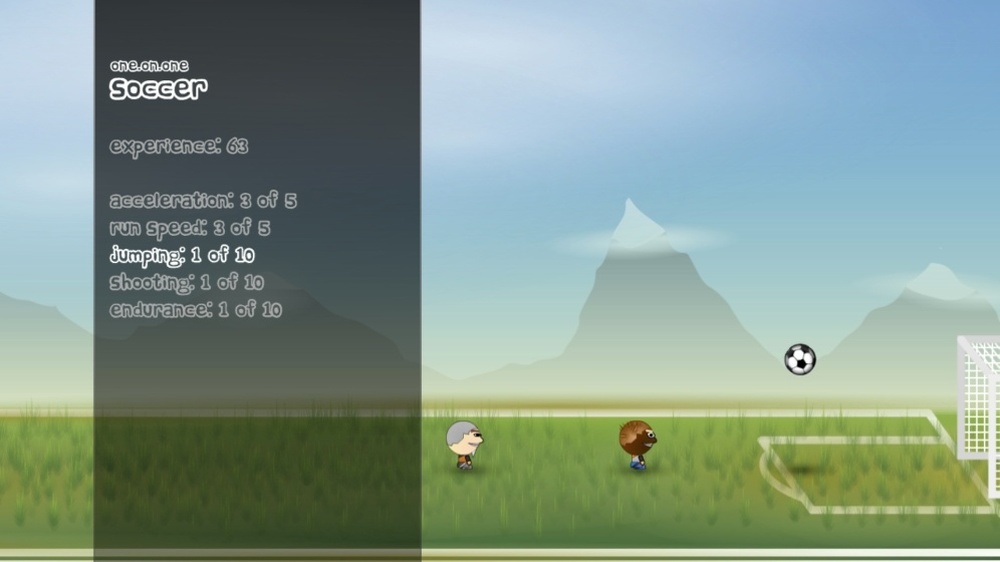 one.on.one
Soccer
experience: 63
acceleration: 3 of 5
run speed: 3 of 5
jumping: 1 of 10
shooting: 1 of 10
endurance: 1 of 10